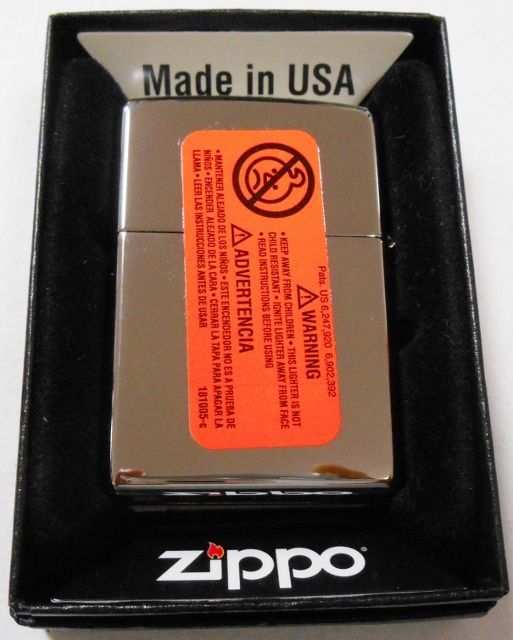 Made in USA
Pats. US 6,247,920 6,902,392
WARNING
• KEEP AWAY FROM CHILDREN • THIS LIGHTER IS NOT
CHILD RESISTANT • IGNITE LIGHTER AWAY FROM FACE
• READ INSTRUCTIONS BEFORE USING
ADVERTENCIA
• MANTENER ALEJADO DE LOS NIÑOS • ESTE ENCENDEDOR NO ES A PRUEBA DE
NIÑOS • ENCENDER ALEJADO DE LA CARA • CERRAR LA TAPA PARA APAGAR LA
LLAMA • LEER LAS INSTRUCCIONES ANTES DE USAR
181005-c
zippo®